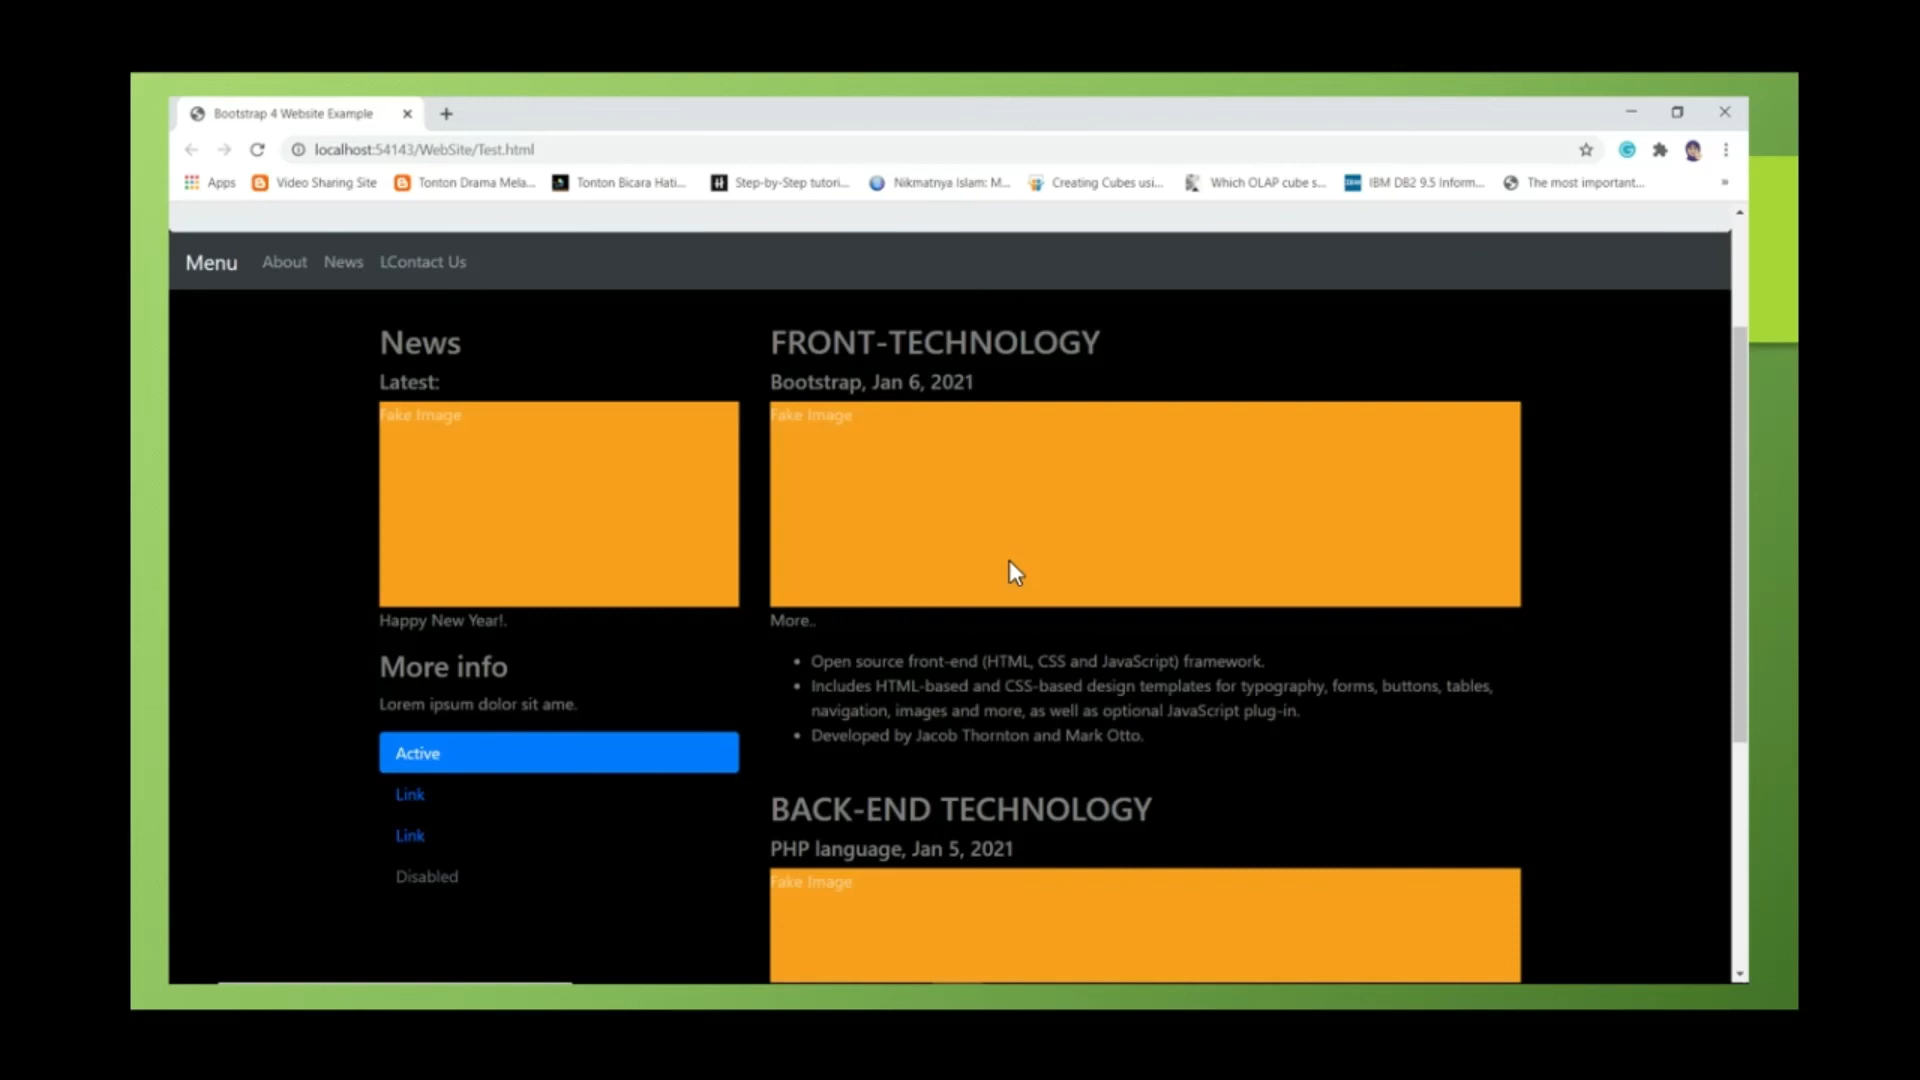 Bootstrap 4 Website Example
localhost:54143/WebSite/Test.html
Apps
Video Sharing Site
Tonton Drama Mela...
Tonton Bicara Hati...
Step-by-Step tutori...
Nikmatnya Islam: M...
Creating Cubes usi...
Which OLAP cube s...
IBM DB2 9.5 Inform...
The most important...
Menu
About
News
LContact Us
News
Latest:
Fake Image
Happy New Year!.
More info
Lorem ipsum dolor sit ame.
Active
Link
Link
Disabled
FRONT-TECHNOLOGY
Bootstrap, Jan 6, 2021
Fake Image
More..
• Open source front-end (HTML, CSS and JavaScript) framework.
• Includes HTML-based and CSS-based design templates for typography, forms, buttons, tables,
navigation, images and more, as well as optional JavaScript plug-in.
• Developed by Jacob Thornton and Mark Otto.
BACK-END TECHNOLOGY
PHP language, Jan 5, 2021
Fake Image